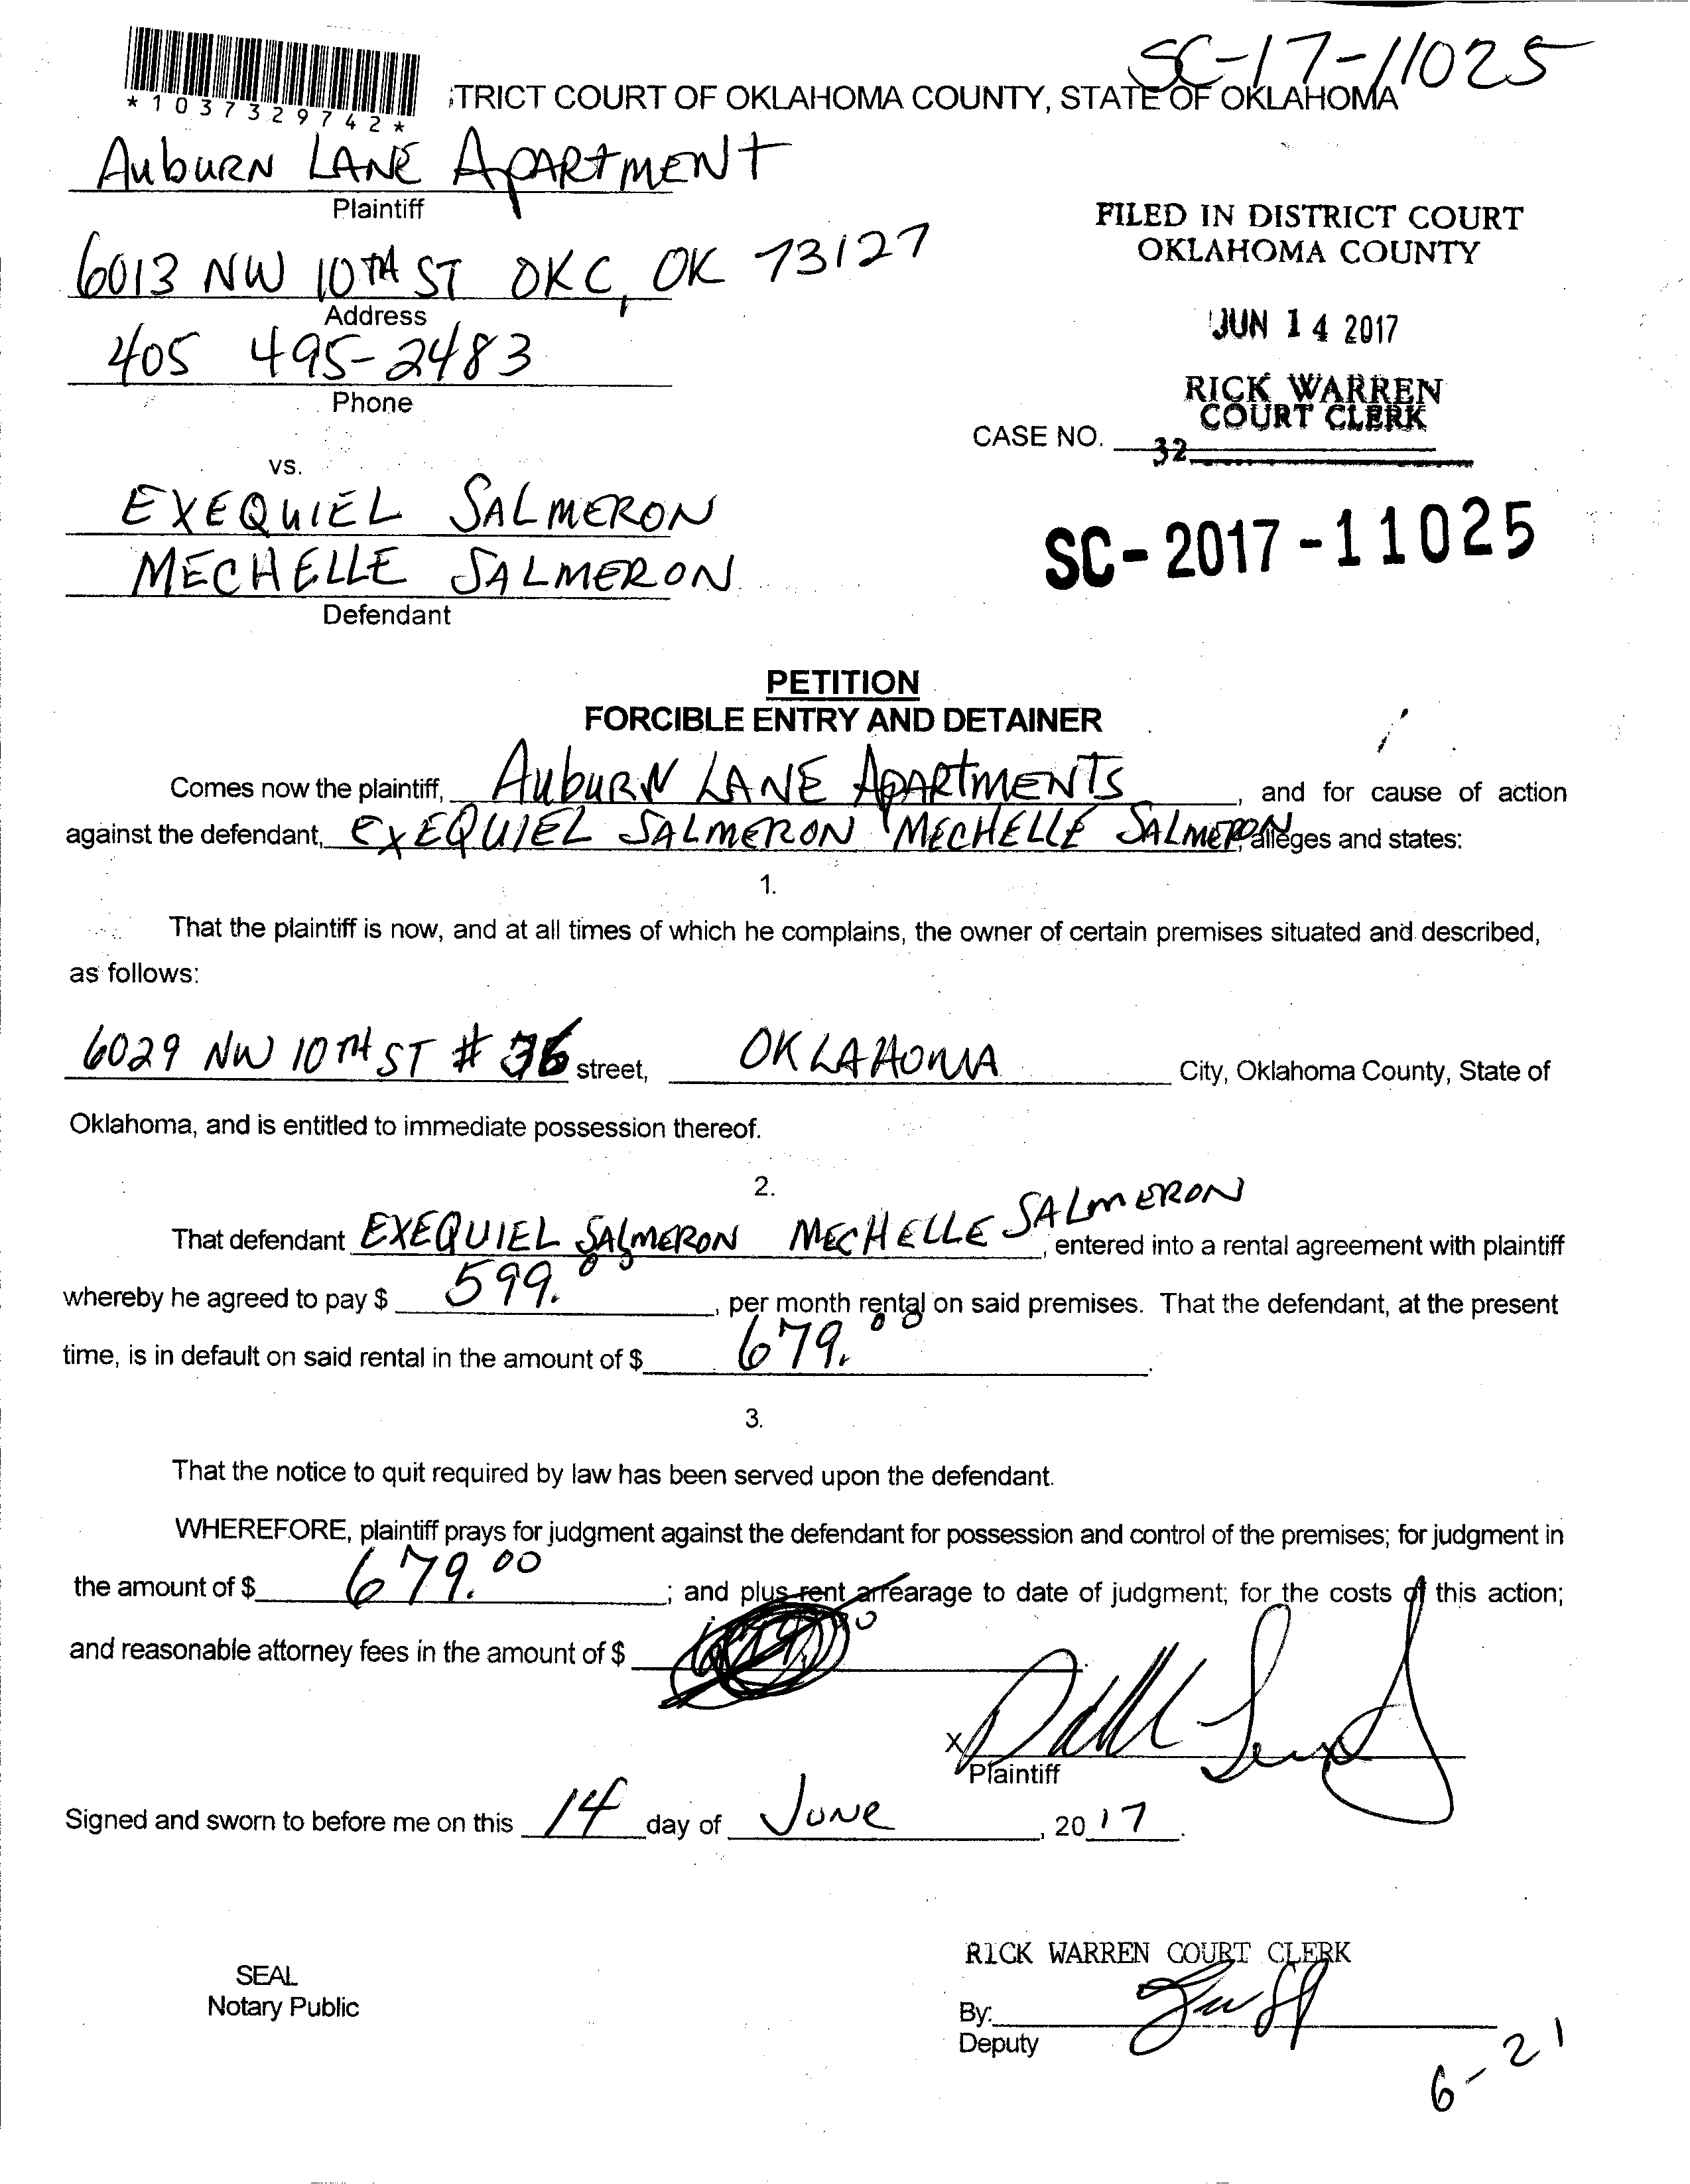 SC-17-11025
*1037329742*
TRICT COURT OF OKLAHOMA COUNTY, STATE OF OKLAHOMA
AubURN LANE APARTMENT
Plaintiff
FILED IN DISTRICT COURT
OKLAHOMA COUNTY
6013 NW 10TH ST OKC, OK 73127
Address
JUN 14 2017
405 495-2483
Phone
RICK WARREN
COURT CLERK
CASE NO.
32
vs.
EXEQUIEL SALMERON
MECHELLE SALMERON
Defendant
SC-2017-11025
PETITION
FORCIBLE ENTRY AND DETAINER
Comes now the plaintiff, AubURN LANE APARTMENTS, and for cause of action
against the defendant, EXEQUIEL SALMERON MECHELLE SALMERON, alleges and states:
1.
That the plaintiff is now, and at all times of which he complains, the owner of certain premises situated and described,
as follows:
6029 NW 10TH ST # 36 street, OKLAHOMA City, Oklahoma County, State of
Oklahoma, and is entitled to immediate possession thereof.
2.
That defendant EXEQUIEL SALMERON MECHELLE SALMERON, entered into a rental agreement with plaintiff
whereby he agreed to pay $ 599.00, per month rental on said premises. That the defendant, at the present
time, is in default on said rental in the amount of $ 679.00.
3.
That the notice to quit required by law has been served upon the defendant.
WHEREFORE, plaintiff prays for judgment against the defendant for possession and control of the premises; for judgment in
the amount of $ 679.00; and plus rent arrearage to date of judgment; for the costs of this action;
and reasonable attorney fees in the amount of $
X
Plaintiff
Signed and sworn to before me on this 14 day of JUNE, 2017.
RICK WARREN COURT CLERK
SEAL
Notary Public
By:
Deputy
6-21